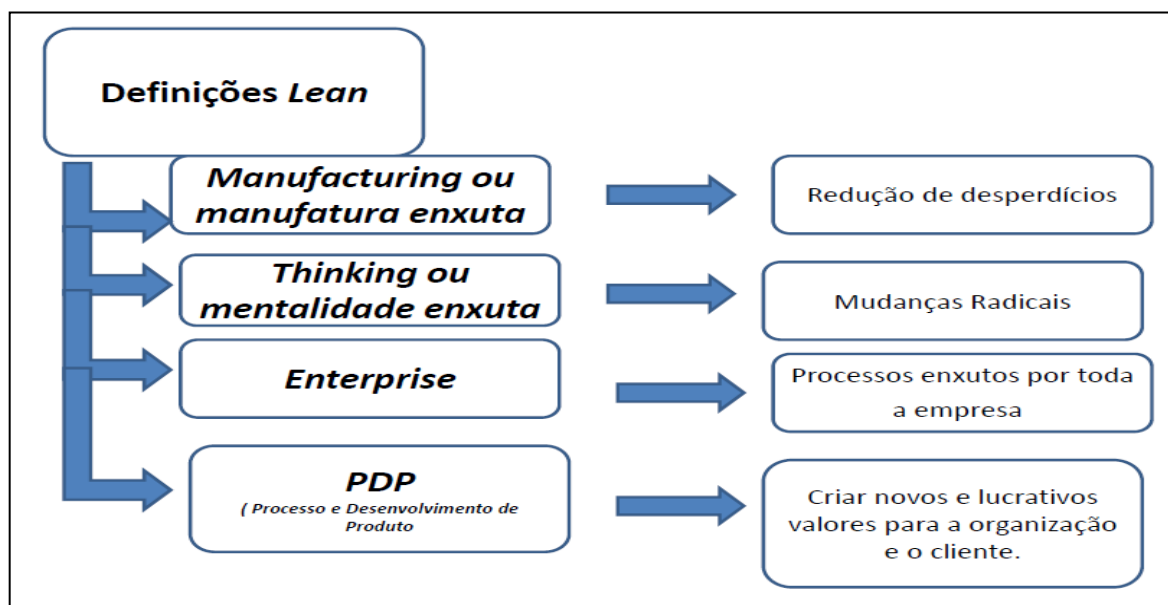 Definições Lean
Manufacturing ou
manufatura enxuta
Redução de desperdícios
Thinking ou
mentalidade enxuta
Mudanças Radicais
Enterprise
Processos enxutos por toda
a empresa
PDP
( Processo e Desenvolvimento de
Produto
Criar novos e lucrativos
valores para a organização
e o cliente.